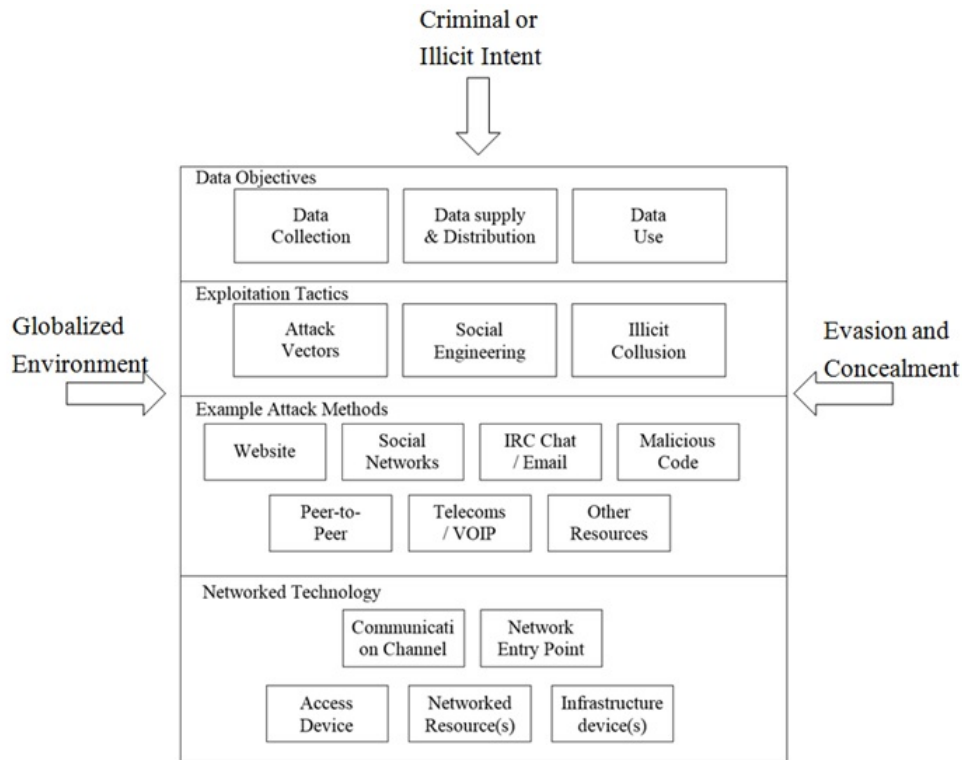 Criminal or
Illicit Intent
Data Objectives
Data
Collection
Data supply
& Distribution
Data
Use
Exploitation Tactics
Attack
Vectors
Social
Engineering
Illicit
Collusion
Globalized
Environment
Evasion and
Concealment
Example Attack Methods
Website
Social
Networks
IRC Chat
/ Email
Malicious
Code
Peer-to-
Peer
Telecoms
/ VOIP
Other
Resources
Networked Technology
Communicati
on Channel
Network
Entry Point
Access
Device
Networked
Resource(s)
Infrastructure
device(s)